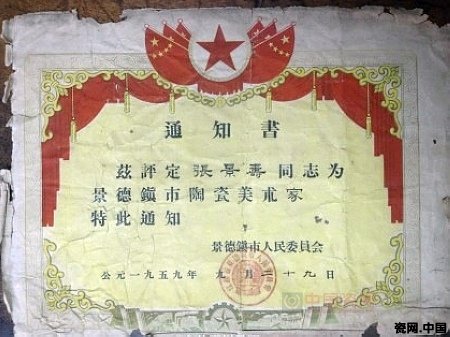 通知書
茲評定張景壽同志为
景德鎮市陶瓷美朮家
特此通知
景德鎮市人民委員会
公元一九五九年九月二十九日
瓷网.中国